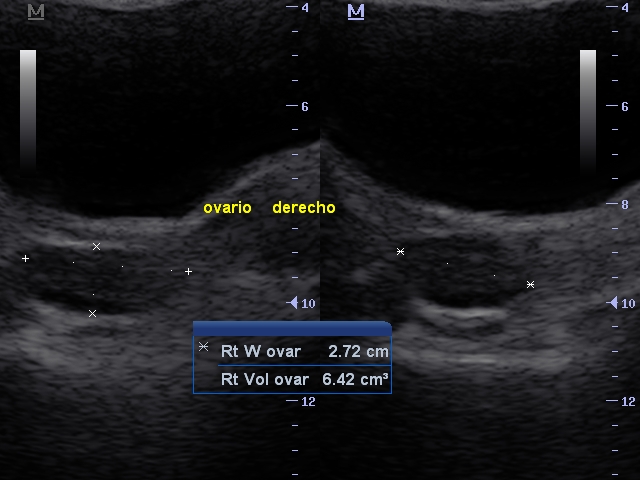 M M
4 4
6 6
8 8
ovario derecho
10 10
Rt W ovar 2.72 cm
Rt Vol ovar 6.42 cm³
12 12